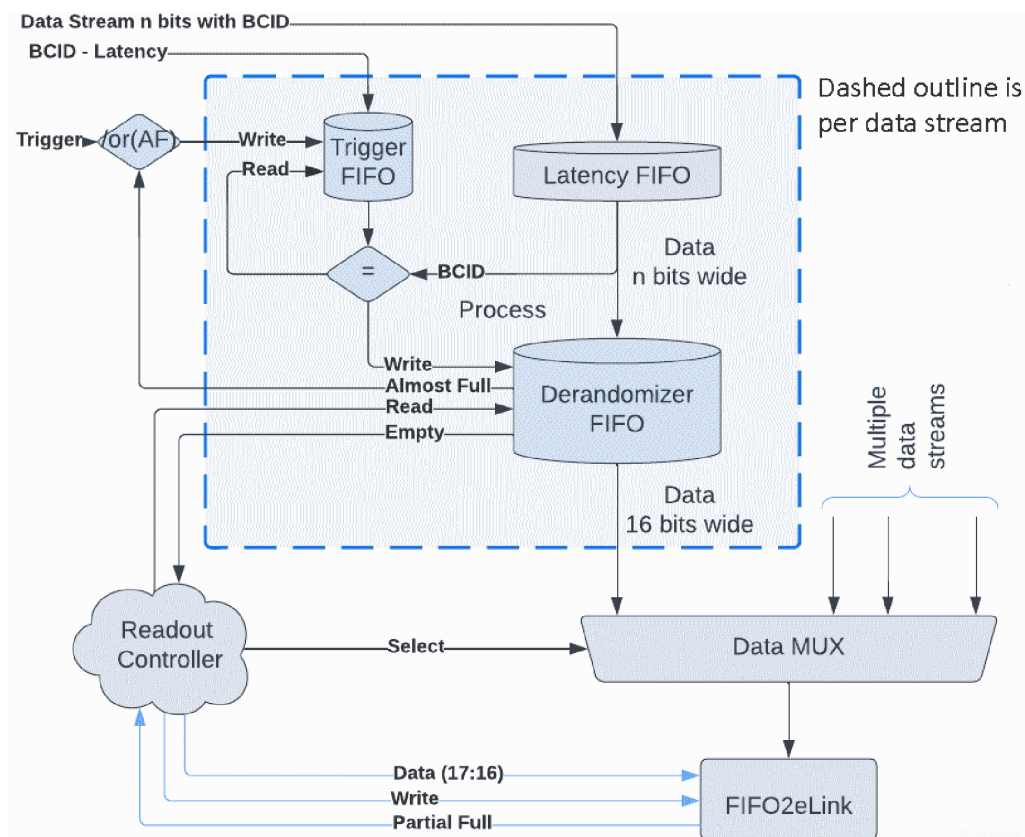 Data Stream n bits with BCID
BCID - Latency
Dashed outline is
per data stream
Trigger
/or(AF)
Write
Read
Trigger
FIFO
Latency FIFO
=
BCID
Data
n bits wide
Process
Write
Almost Full
Read
Empty
Derandomizer
FIFO
Multiple
data
streams
Data
16 bits wide
Readout
Controller
Select
Data MUX
Data (17:16)
Write
Partial Full
FIFO2eLink